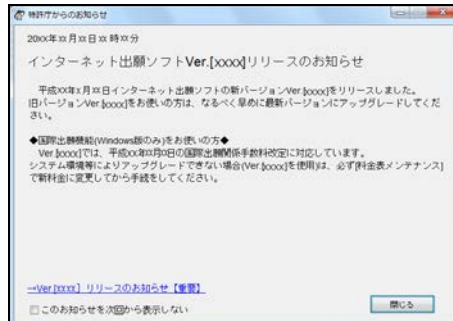 特許庁からのお知らせ
20xx年xx月xx日 xx時xx分
インターネット出願ソフトVer.[xxxx]リリースのお知らせ
平成xx年x月xx日インターネット出願ソフトの新バージョンVer.[xxxx]をリリースしました。
旧バージョンVer.[xxxx]をお使いの方は、なるべく早めに最新バージョンにアップグレードしてくだ
さい。
◆国際出願機能(Windows版のみ)をお使いの方◆
Ver.[xxxx]では、平成xx年xx月xx日の国際出願関係手数料改定に対応しています。
システム環境等によりアップグレードできない場合(Ver.[xxxx]を使用)は、必ず[料金表メンテナンス]
で新料金に変更してから手続をしてください。
→Ver.[xxxx] リリースのお知らせ【重要】
このお知らせを次回から表示しない
閉じる